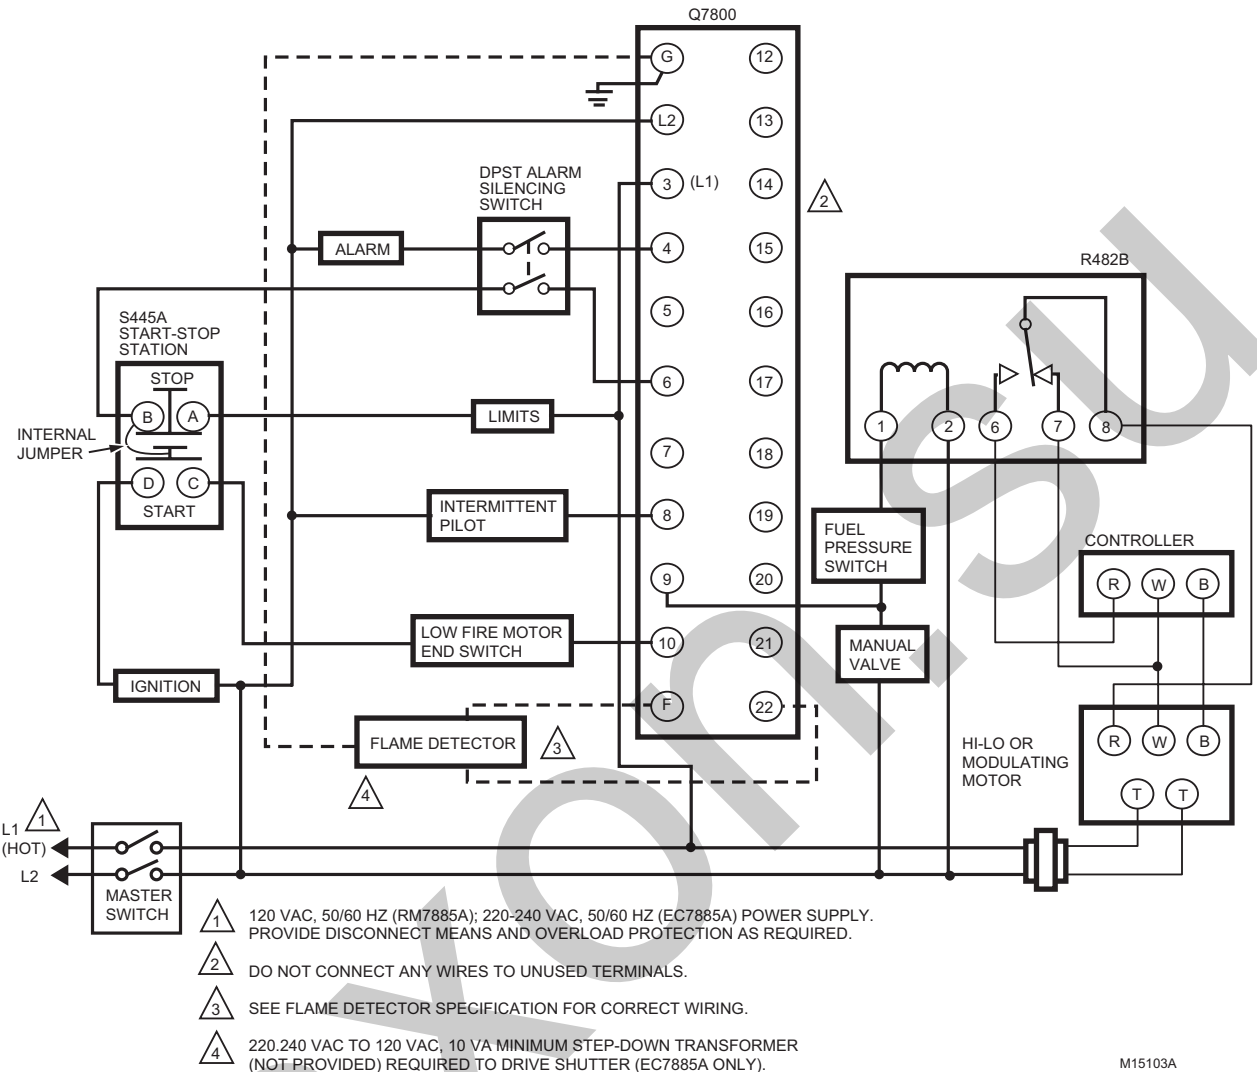 Q7800
G
12
L2
13
3
(L1)
14
2
DPST ALARM
SILENCING
SWITCH
ALARM
4
15
R482B
5
16
S445A
START-STOP
STATION
STOP
6
17
B
A
LIMITS
1
2
6
7
8
INTERNAL
JUMPER
7
18
D
C
START
INTERMITTENT
PILOT
8
19
FUEL
PRESSURE
SWITCH
CONTROLLER
R
W
B
9
20
LOW FIRE MOTOR
END SWITCH
10
21
MANUAL
VALVE
IGNITION
F
22
FLAME DETECTOR
3
4
HI-LO OR
MODULATING
MOTOR
R
W
B
T
T
L1
(HOT)
1
L2
MASTER
SWITCH
1
120 VAC, 50/60 HZ (RM7885A); 220-240 VAC, 50/60 HZ (EC7885A) POWER SUPPLY.
PROVIDE DISCONNECT MEANS AND OVERLOAD PROTECTION AS REQUIRED.
2
DO NOT CONNECT ANY WIRES TO UNUSED TERMINALS.
3
SEE FLAME DETECTOR SPECIFICATION FOR CORRECT WIRING.
4
220.240 VAC TO 120 VAC, 10 VA MINIMUM STEP-DOWN TRANSFORMER
(NOT PROVIDED) REQUIRED TO DRIVE SHUTTER (EC7885A ONLY).
M15103A
xon.su